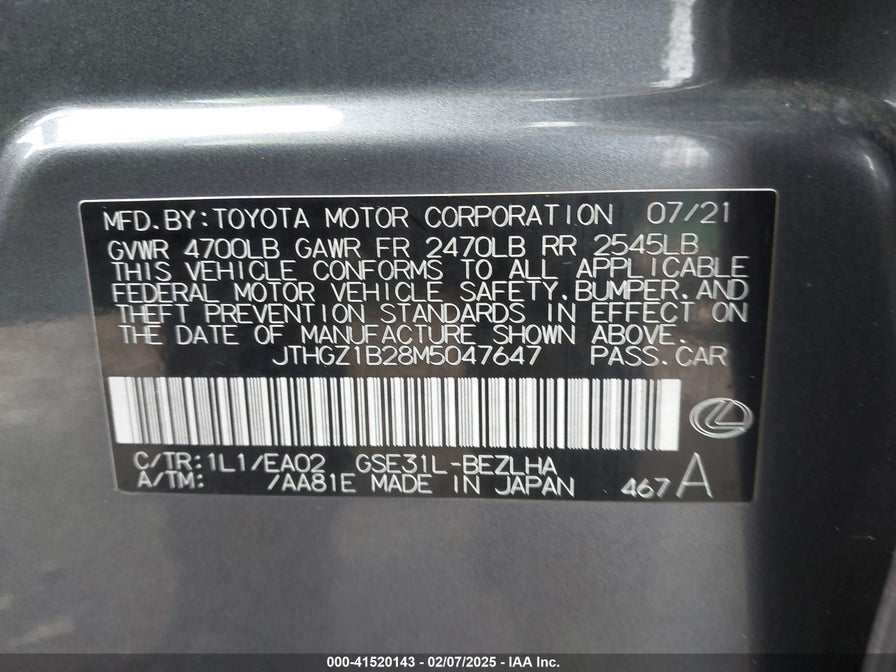 MFD.BY:TOYOTA MOTOR CORPORATION 07/21
GVWR 4700LB GAWR FR 2470LB RR 2545LB
THIS VEHICLE CONFORMS TO ALL APPLICABLE
FEDERAL MOTOR VEHICLE SAFETY,BUMPER,AND
THEFT PREVENTION STANDARDS IN EFFECT ON
THE DATE OF MANUFACTURE SHOWN ABOVE.
JTHGZ1B28M5047647 PASS.CAR
C/TR:1L1/EA02 GSE31L-BEZLHA
A/TM: /AA81E MADE IN JAPAN 467 A
000-41520143 - 02/07/2025 - IAA Inc.